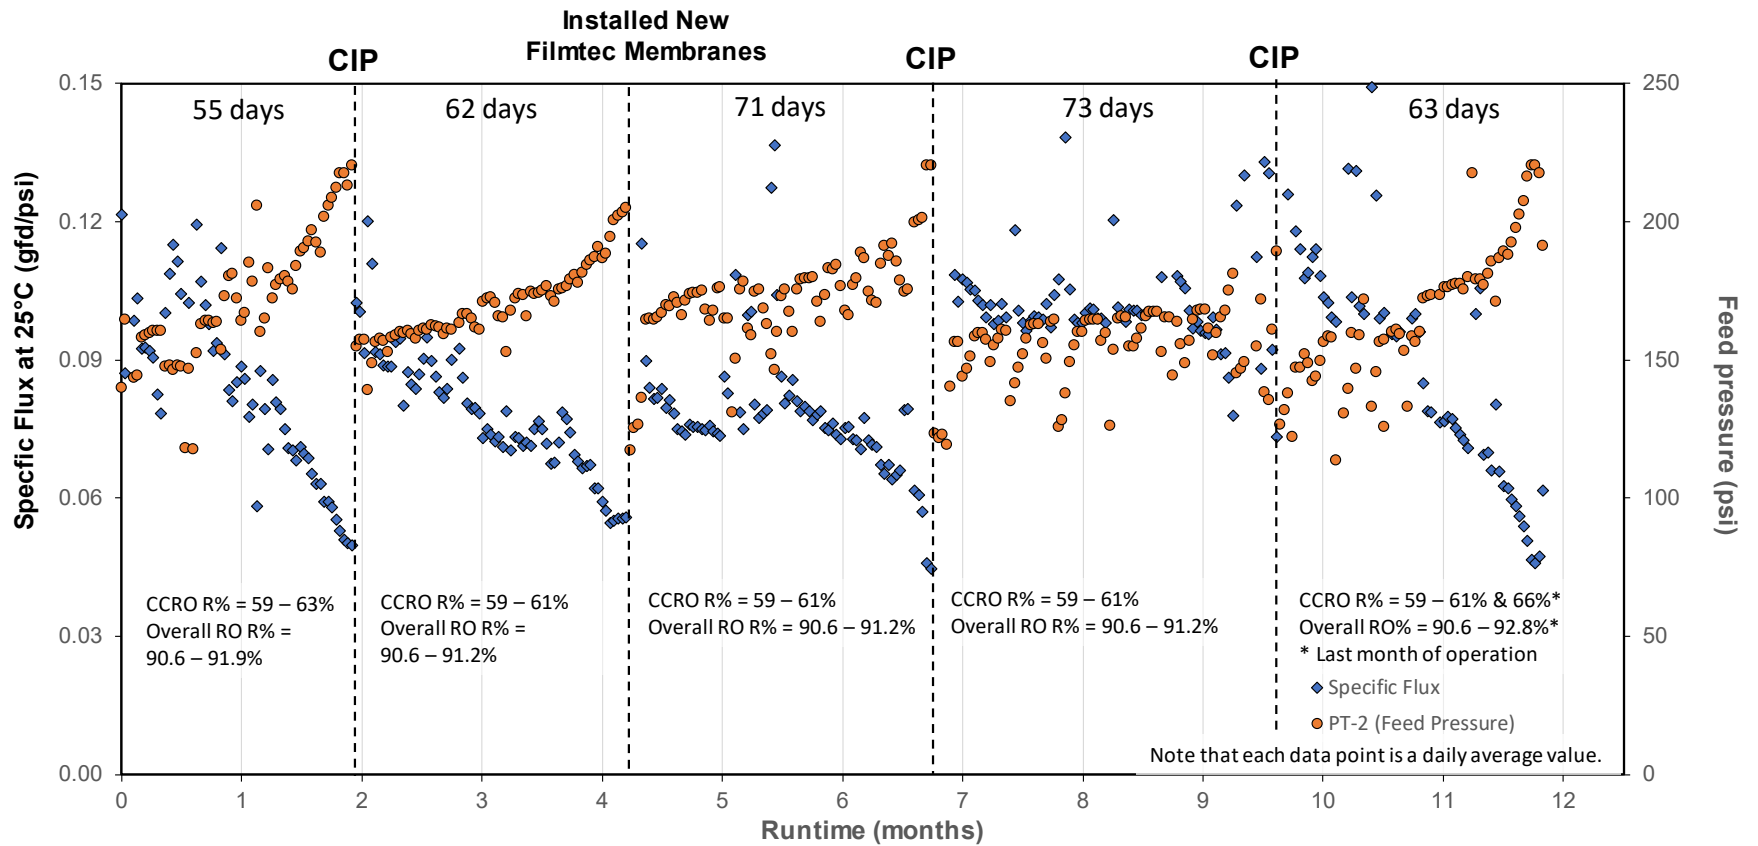 Installed New
Filmtec Membranes
CIP
CIP
CIP
0.15
0.12
0.09
0.06
0.03
0.00
Specfic Flux at 25°C (gfd/psi)
250
200
150
100
50
0
Feed pressure (psi)
55 days
62 days
71 days
73 days
63 days
CCRO R% = 59 – 63%
Overall RO R% =
90.6 – 91.9%
CCRO R% = 59 – 61%
Overall RO R% =
90.6 – 91.2%
CCRO R% = 59 – 61%
Overall RO R% = 90.6 – 91.2%
CCRO R% = 59 – 61%
Overall RO R% = 90.6 – 91.2%
CCRO R% = 59 – 61% & 66%*
Overall RO% = 90.6 – 92.8%*
* Last month of operation
Specific Flux
PT-2 (Feed Pressure)
Note that each data point is a daily average value.
0 1 2 3 4 5 6 7 8 9 10 11 12
Runtime (months)